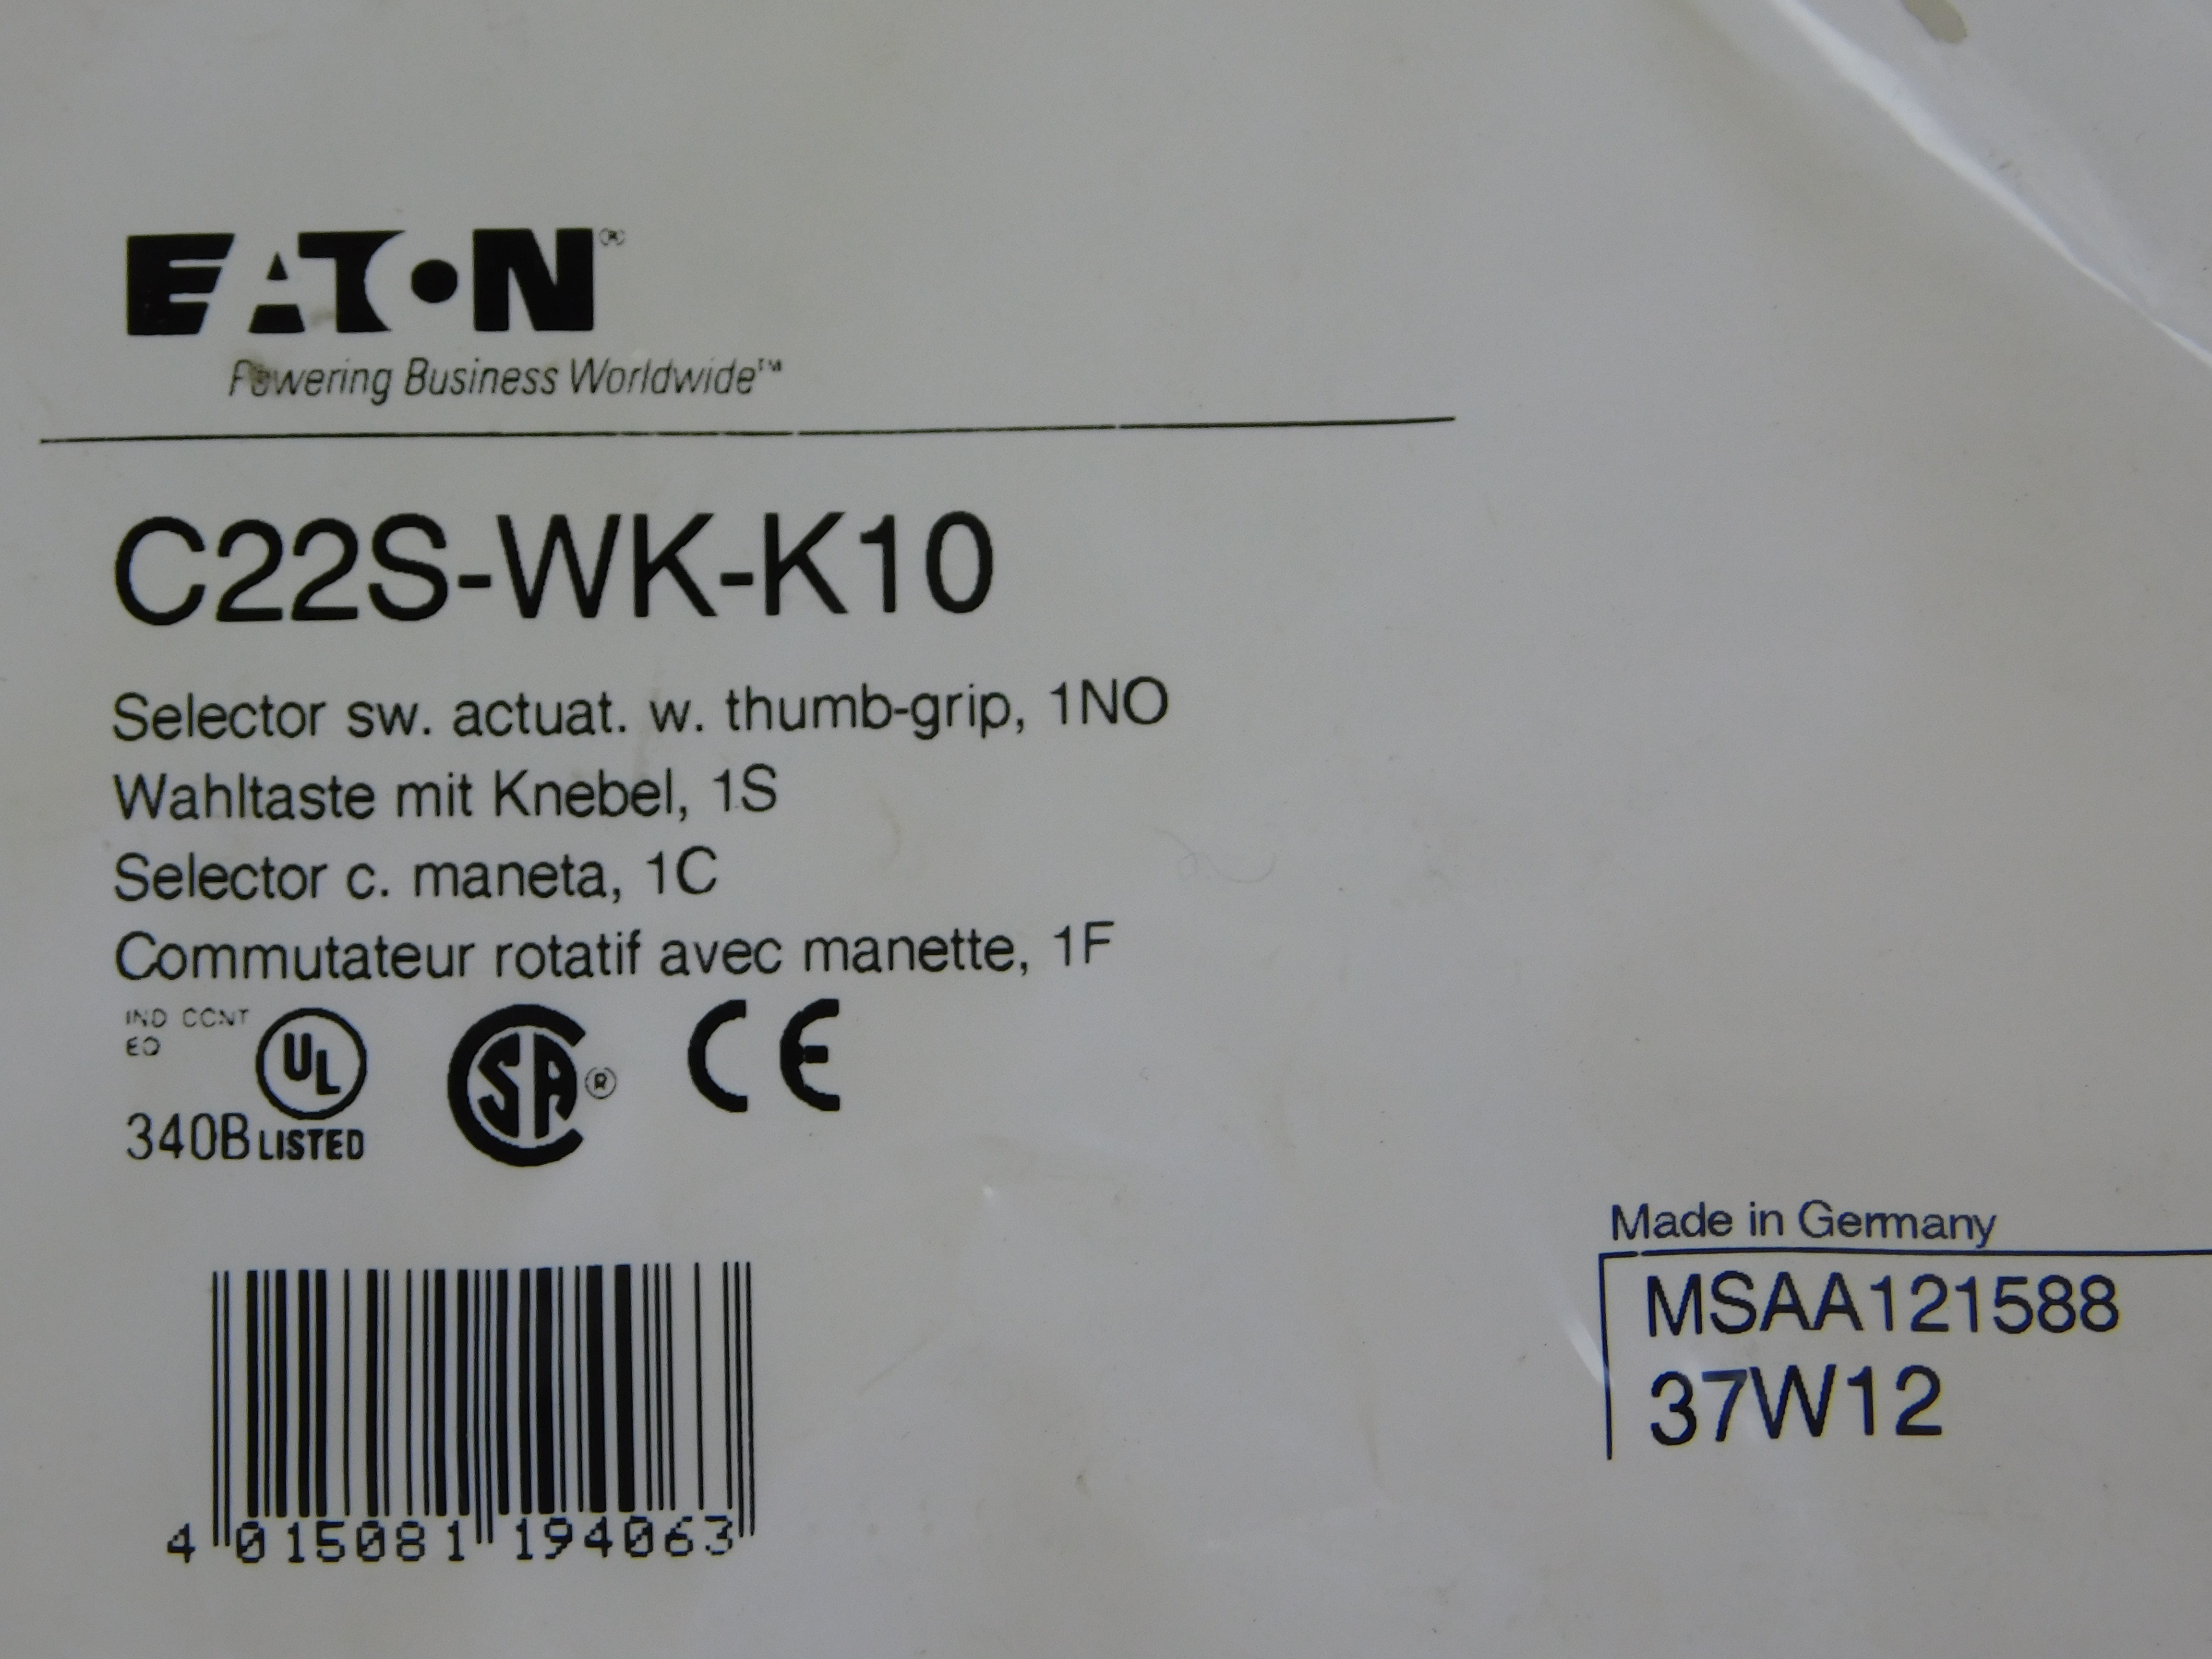 EATON®
Powering Business Worldwide™
C22S-WK-K10
Selector sw. actuat. w. thumb-grip, 1NO
Wahltaste mit Knebel, 1S
Selector c. maneta, 1C
Commutateur rotatif avec manette, 1F
IND CONT
EQ
UL
340B LISTED
CSA®
CE
Made in Germany
MSAA121588
37W12
4 015081 194063